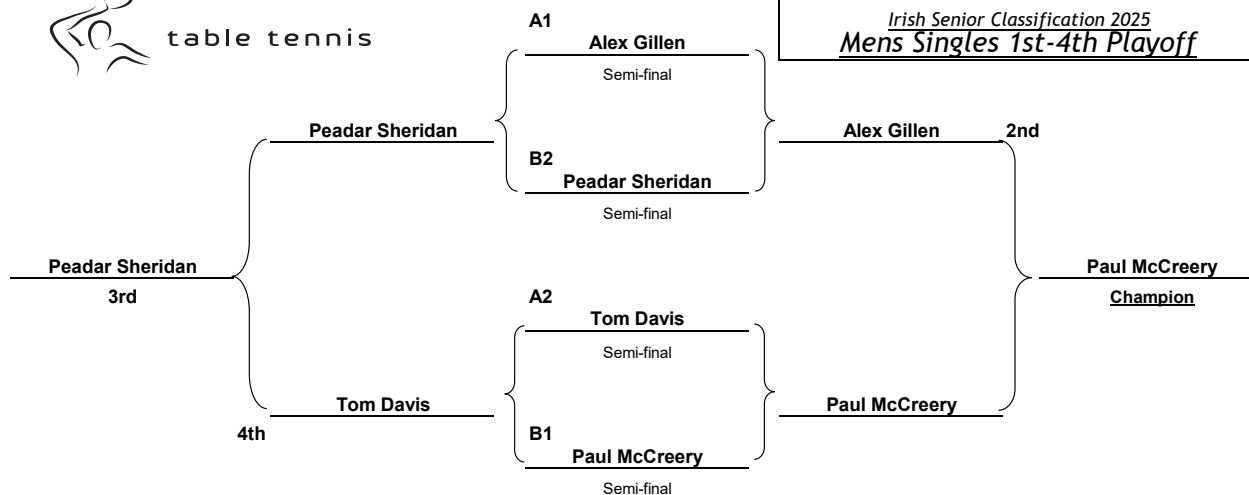 table tennis
Irish Senior Classification 2025
Mens Singles 1st-4th Playoff
A1
Alex Gillen
Semi-final
Peadar Sheridan
Alex Gillen 2nd
B2
Peadar Sheridan
Semi-final
Peadar Sheridan
3rd
Paul McCreery
Champion
A2
Tom Davis
Semi-final
Tom Davis
4th
Paul McCreery
B1
Paul McCreery
Semi-final